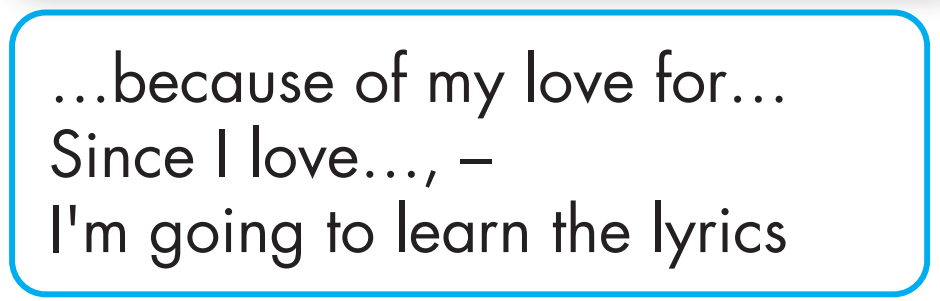 …because of my love for…
Since I love…, –
I'm going to learn the lyrics